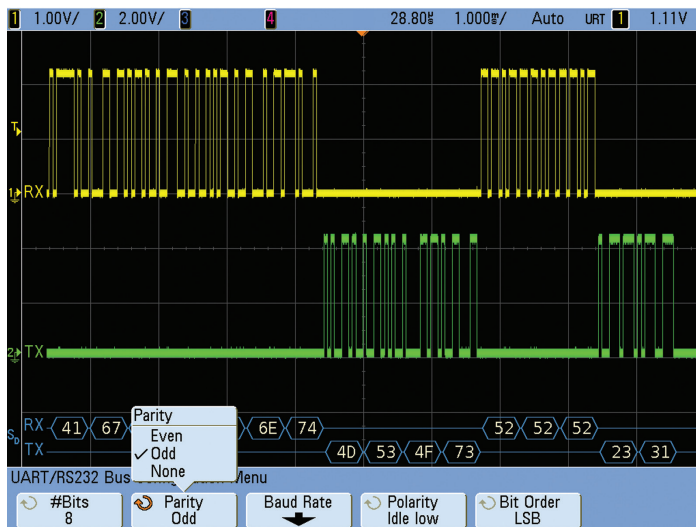 1 1.00V/ 2 2.00V/ 3 4 28.80µs 1.000ms/ Auto URT 1 1.11V
T
1 RX
2 TX
RX 41 67 6E 74 52 52 52
S_D
TX 4D 53 4F 73 23 31
Parity
Even
✓Odd
None
UART/RS232 Bus Menu
#Bits
8
Parity
Odd
Baud Rate
Polarity
Idle low
Bit Order
LSB